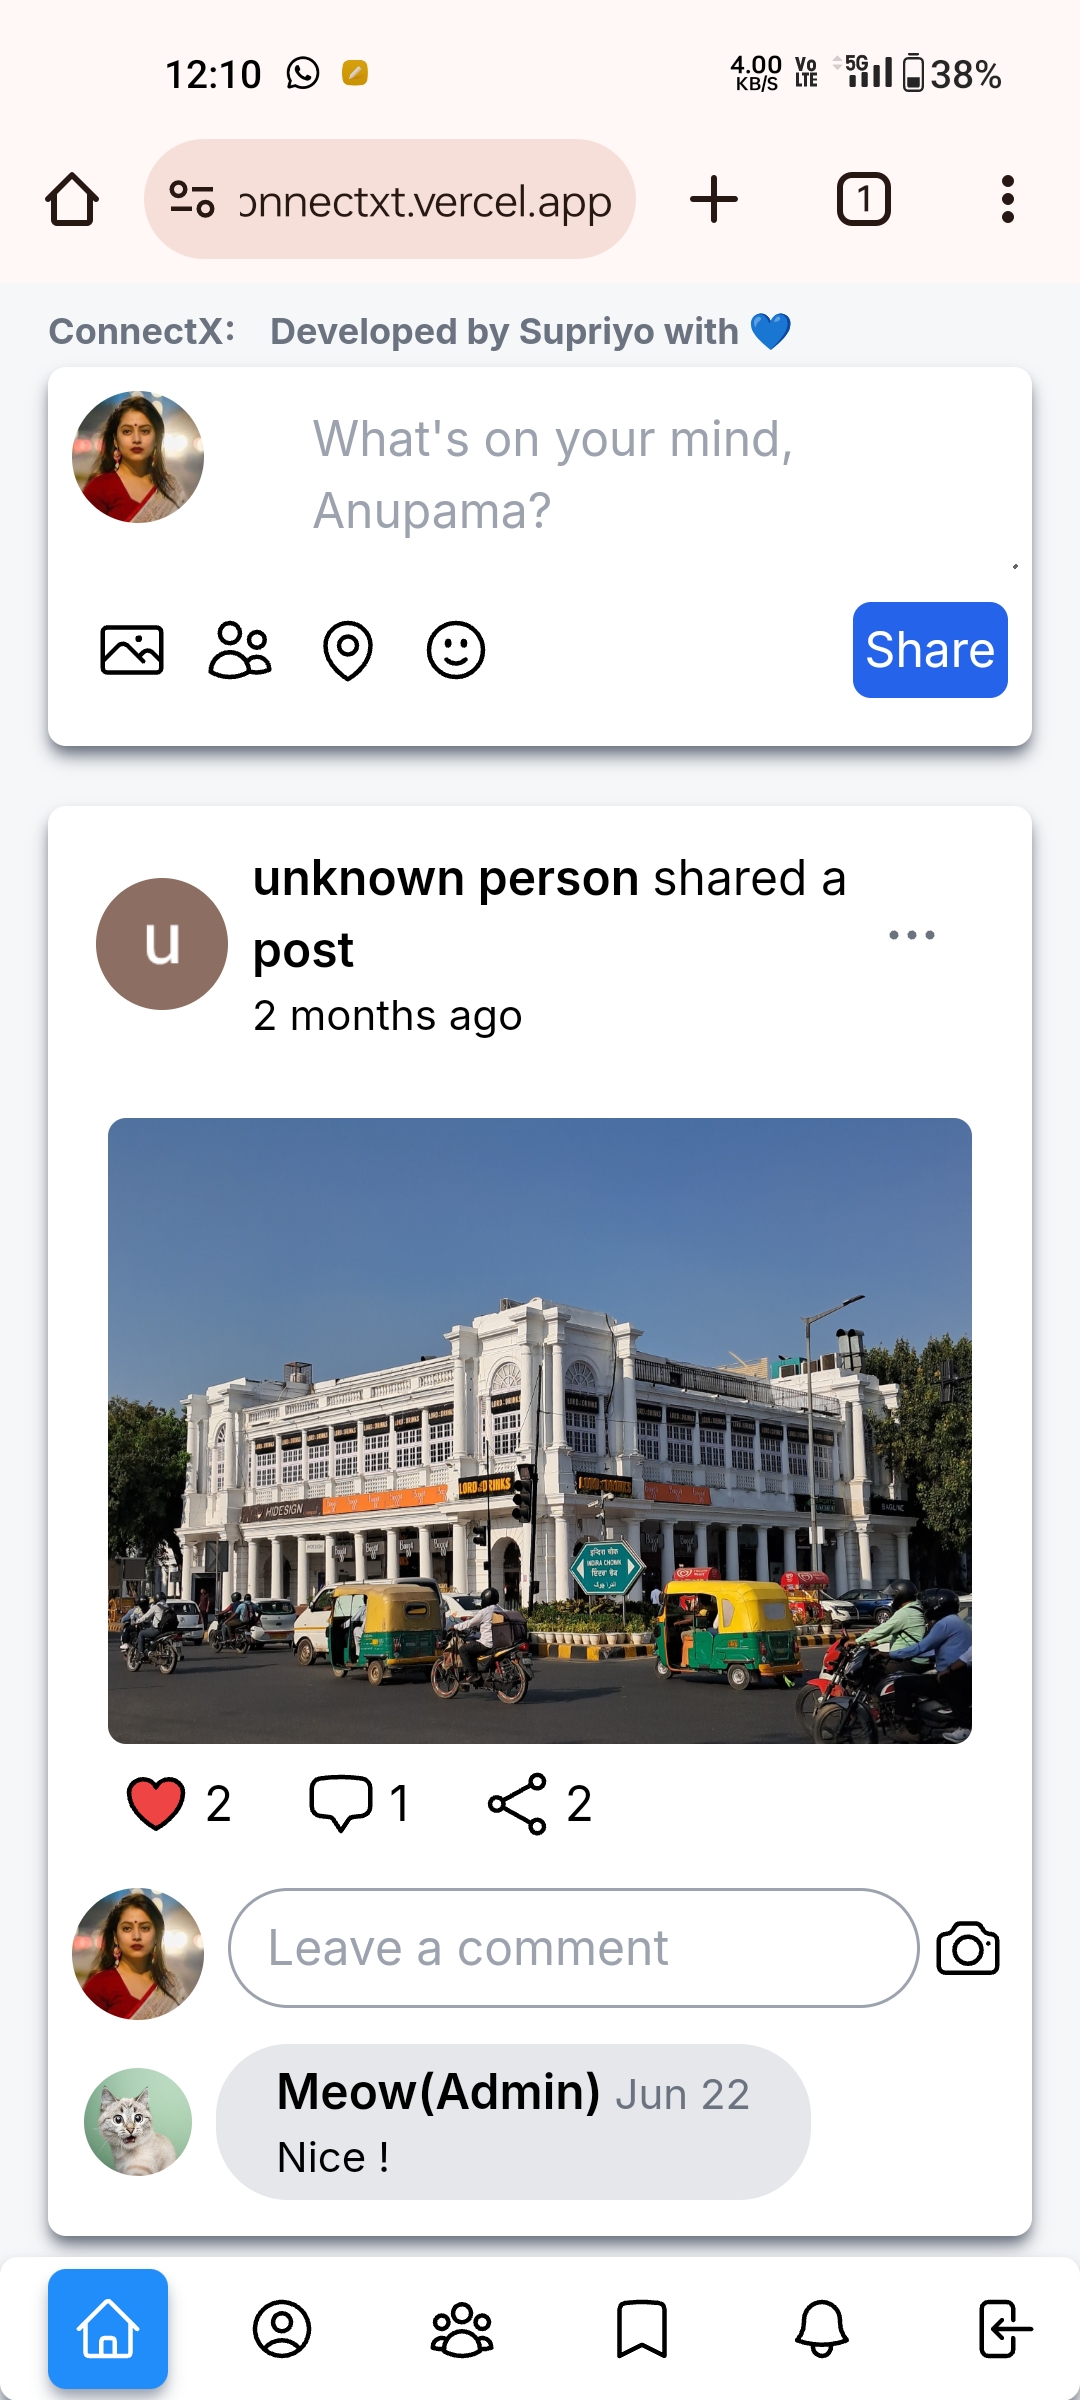 12:10
4.00
KB/S
Vo
LTE
5G
38%
onnectxt.vercel.app
1
ConnectX: Developed by Supriyo with 💙
What's on your mind,
Anupama?
Share
u
unknown person shared a
post
2 months ago
HIDESIGN
LORD OF DRINKS
इन्दिरा चौक
INDIRA CHOWK
2
1
2
Leave a comment
Meow(Admin) Jun 22
Nice !